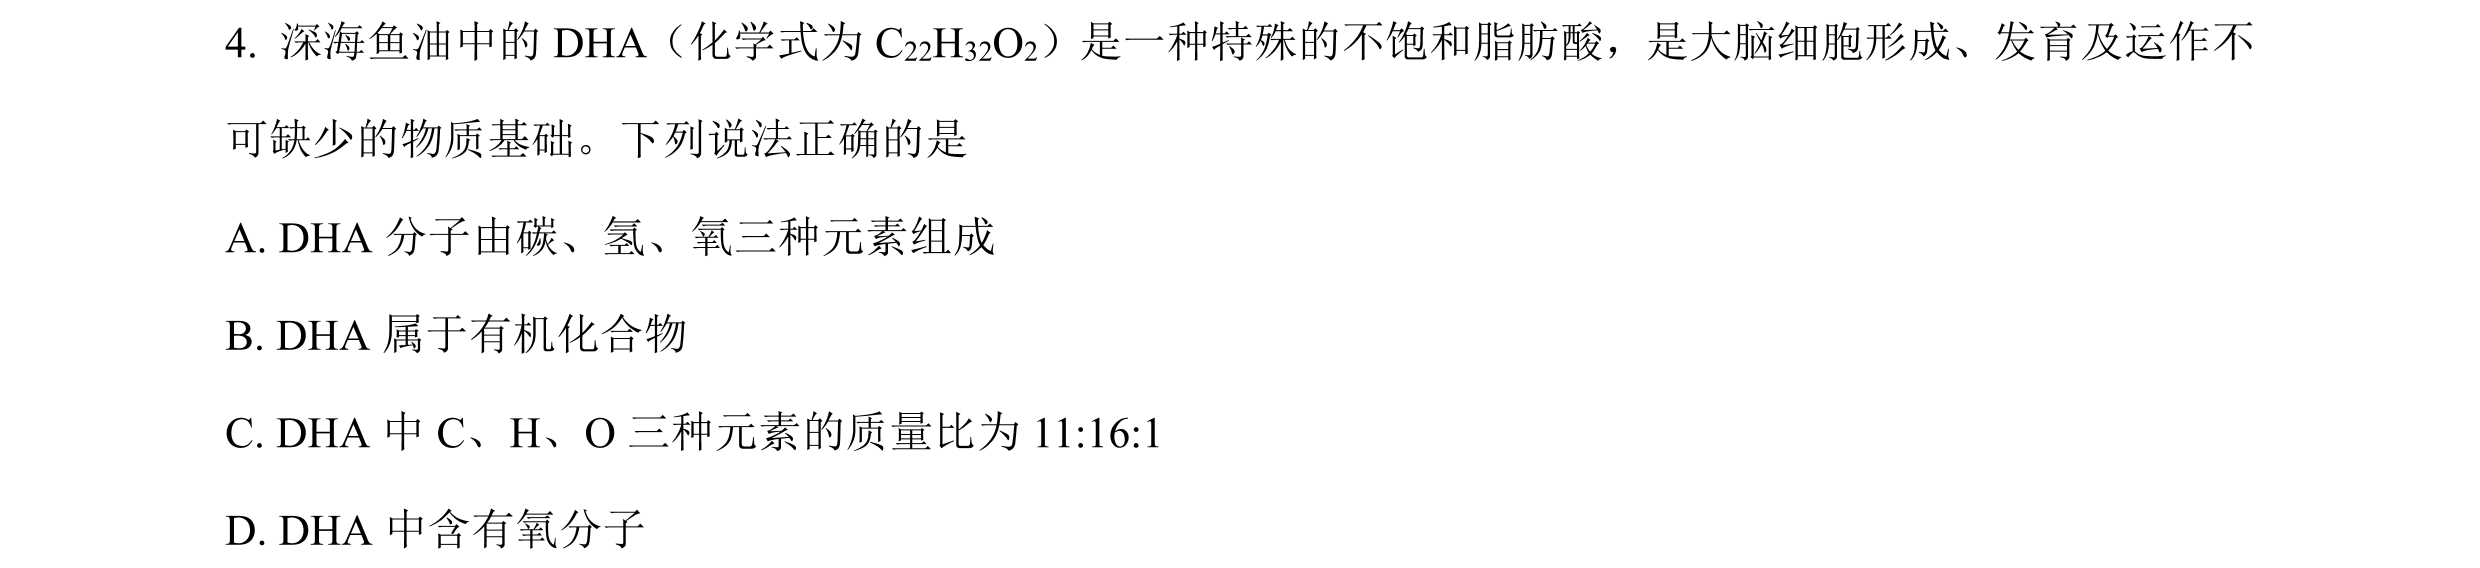 4. 深海鱼油中的 DHA（化学式为 C₂₂H₃₂O₂）是一种特殊的不饱和脂肪酸，是大脑细胞形成、发育及运作不
可缺少的物质基础。下列说法正确的是
A. DHA 分子由碳、氢、氧三种元素组成
B. DHA 属于有机化合物
C. DHA 中 C、H、O 三种元素的质量比为 11:16:1
D. DHA 中含有氧分子